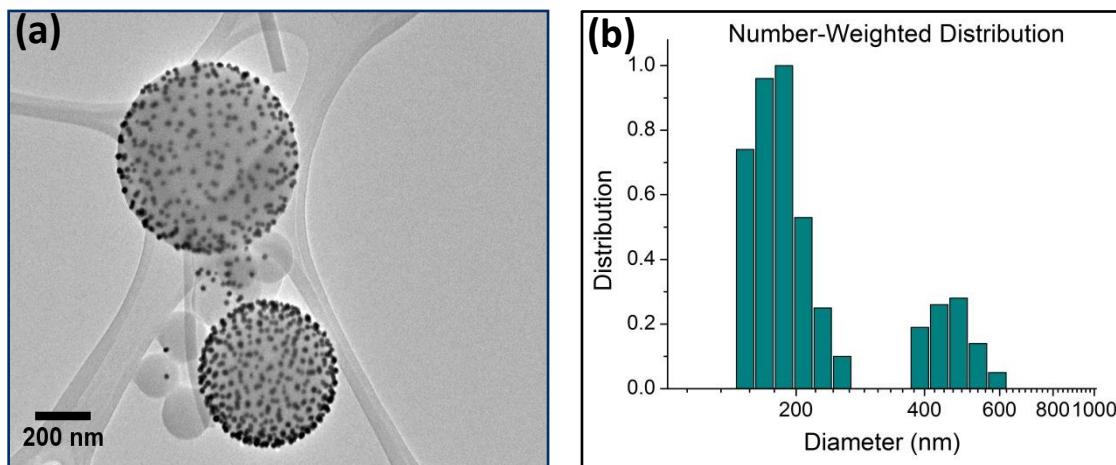 (a)
200 nm
(b)
Number-Weighted Distribution
Distribution
1.0
0.8
0.6
0.4
0.2
0.0
200
400
600
800
1000
Diameter (nm)